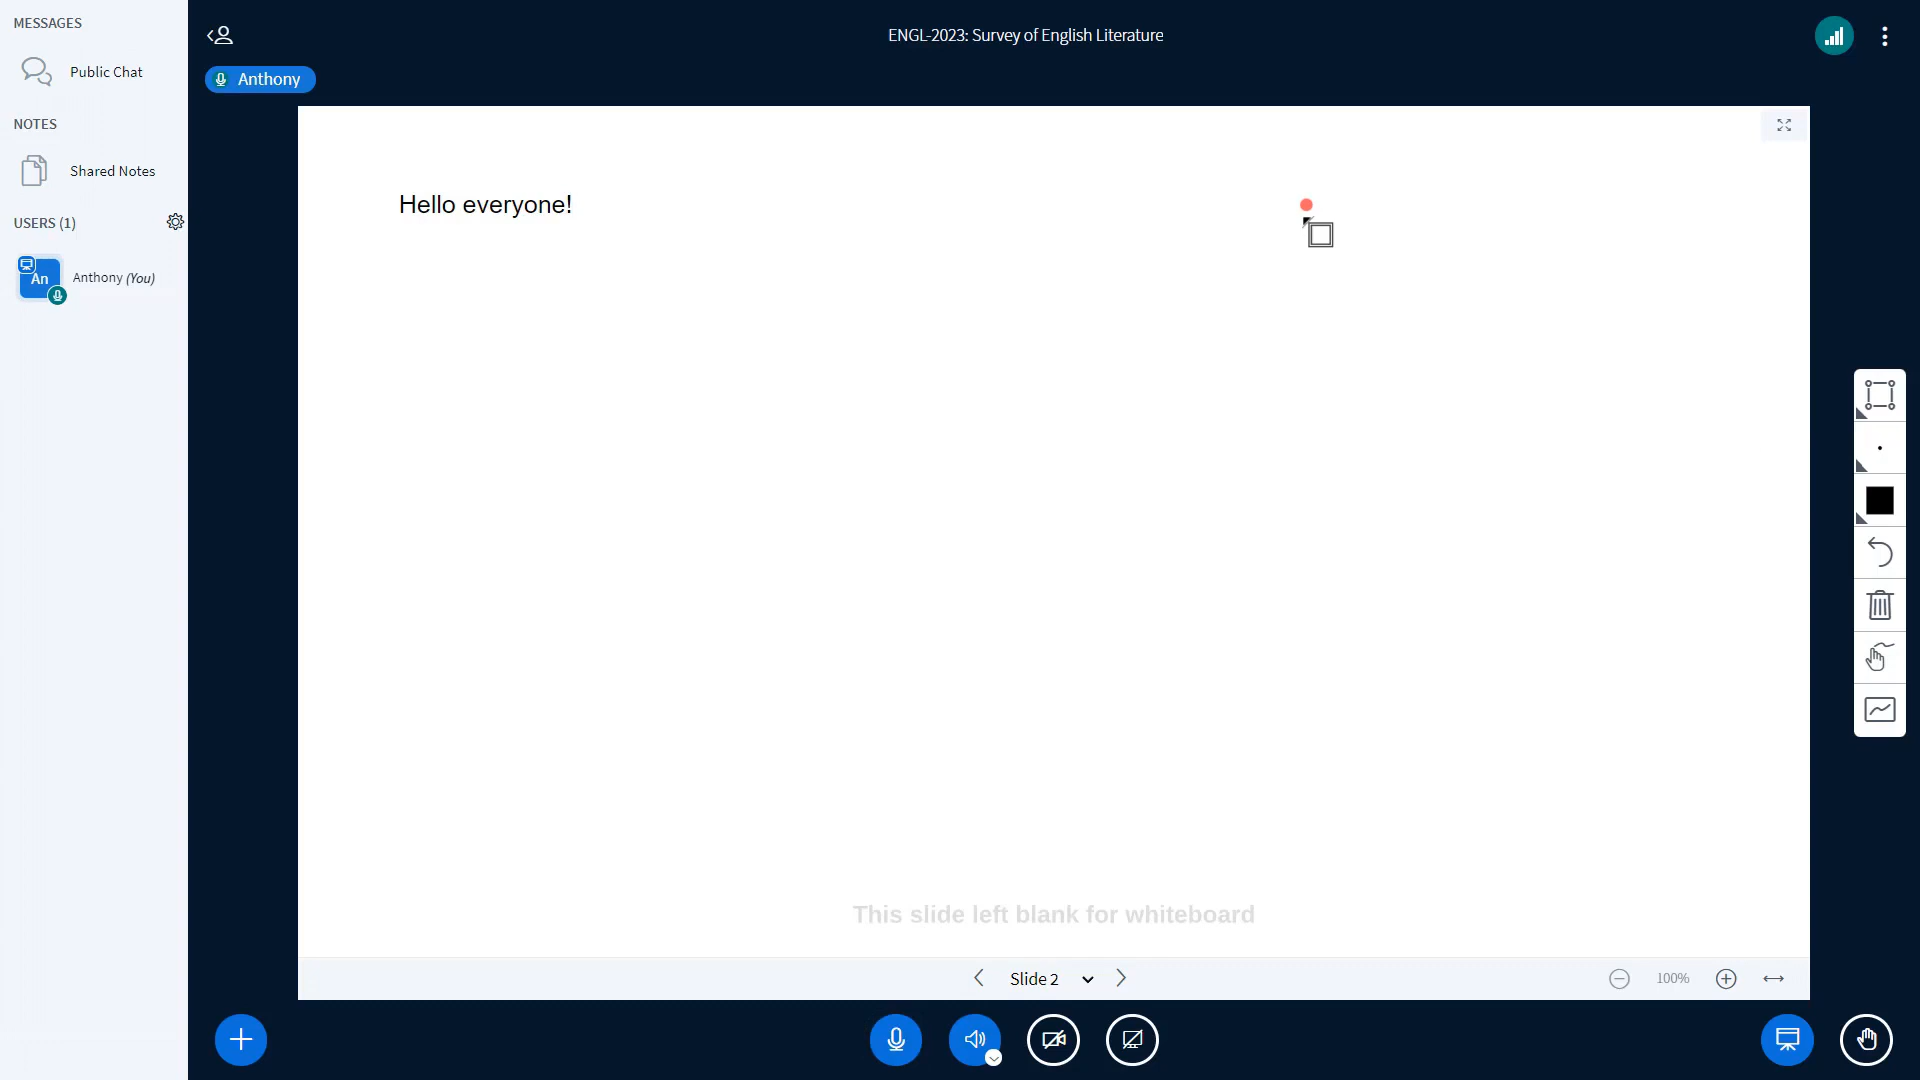 MESSAGES
Public Chat
NOTES
Shared Notes
USERS (1)
An
Anthony (You)
ENGL-2023: Survey of English Literature
Anthony
Hello everyone!
This slide left blank for whiteboard
Slide 2
100%